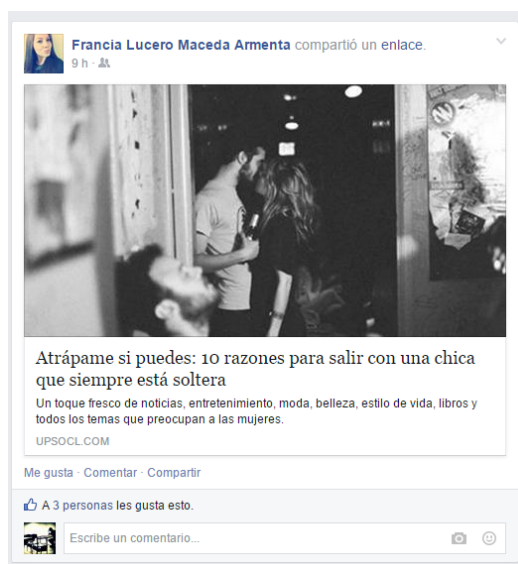 Francia Lucero Maceda Armenta compartió un enlace.
9 h ·
Atrápame si puedes: 10 razones para salir con una chica
que siempre está soltera
Un toque fresco de noticias, entretenimiento, moda, belleza, estilo de vida, libros y
todos los temas que preocupan a las mujeres.
UPSOCL.COM
Me gusta · Comentar · Compartir
A 3 personas les gusta esto.
Escribe un comentario...